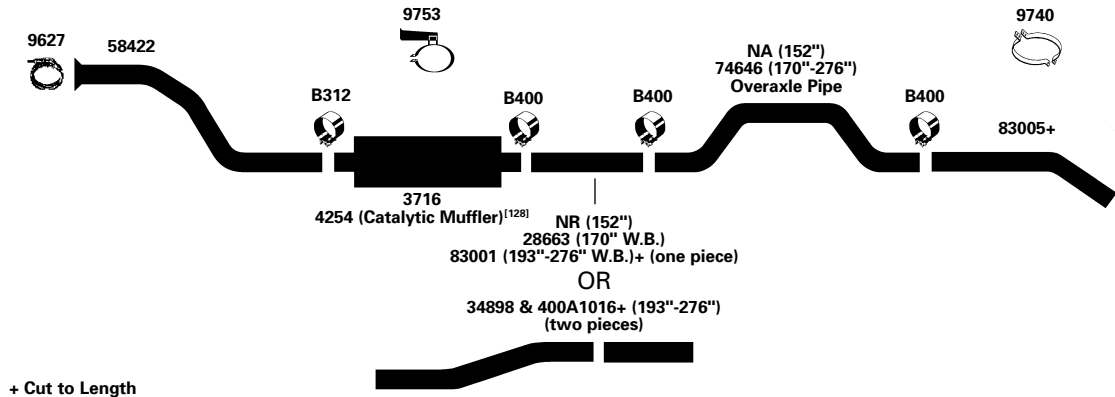 9753
9740
9627
58422
NA (152")
74646 (170"-276")
Overaxle Pipe
B312
B400
B400
B400
83005+
3716
4254 (Catalytic Muffler)[128]
NR (152")
28663 (170" W.B.)
83001 (193"-276" W.B.)+ (one piece)
OR
34898 & 400A1016+ (193"-276")
(two pieces)
+ Cut to Length